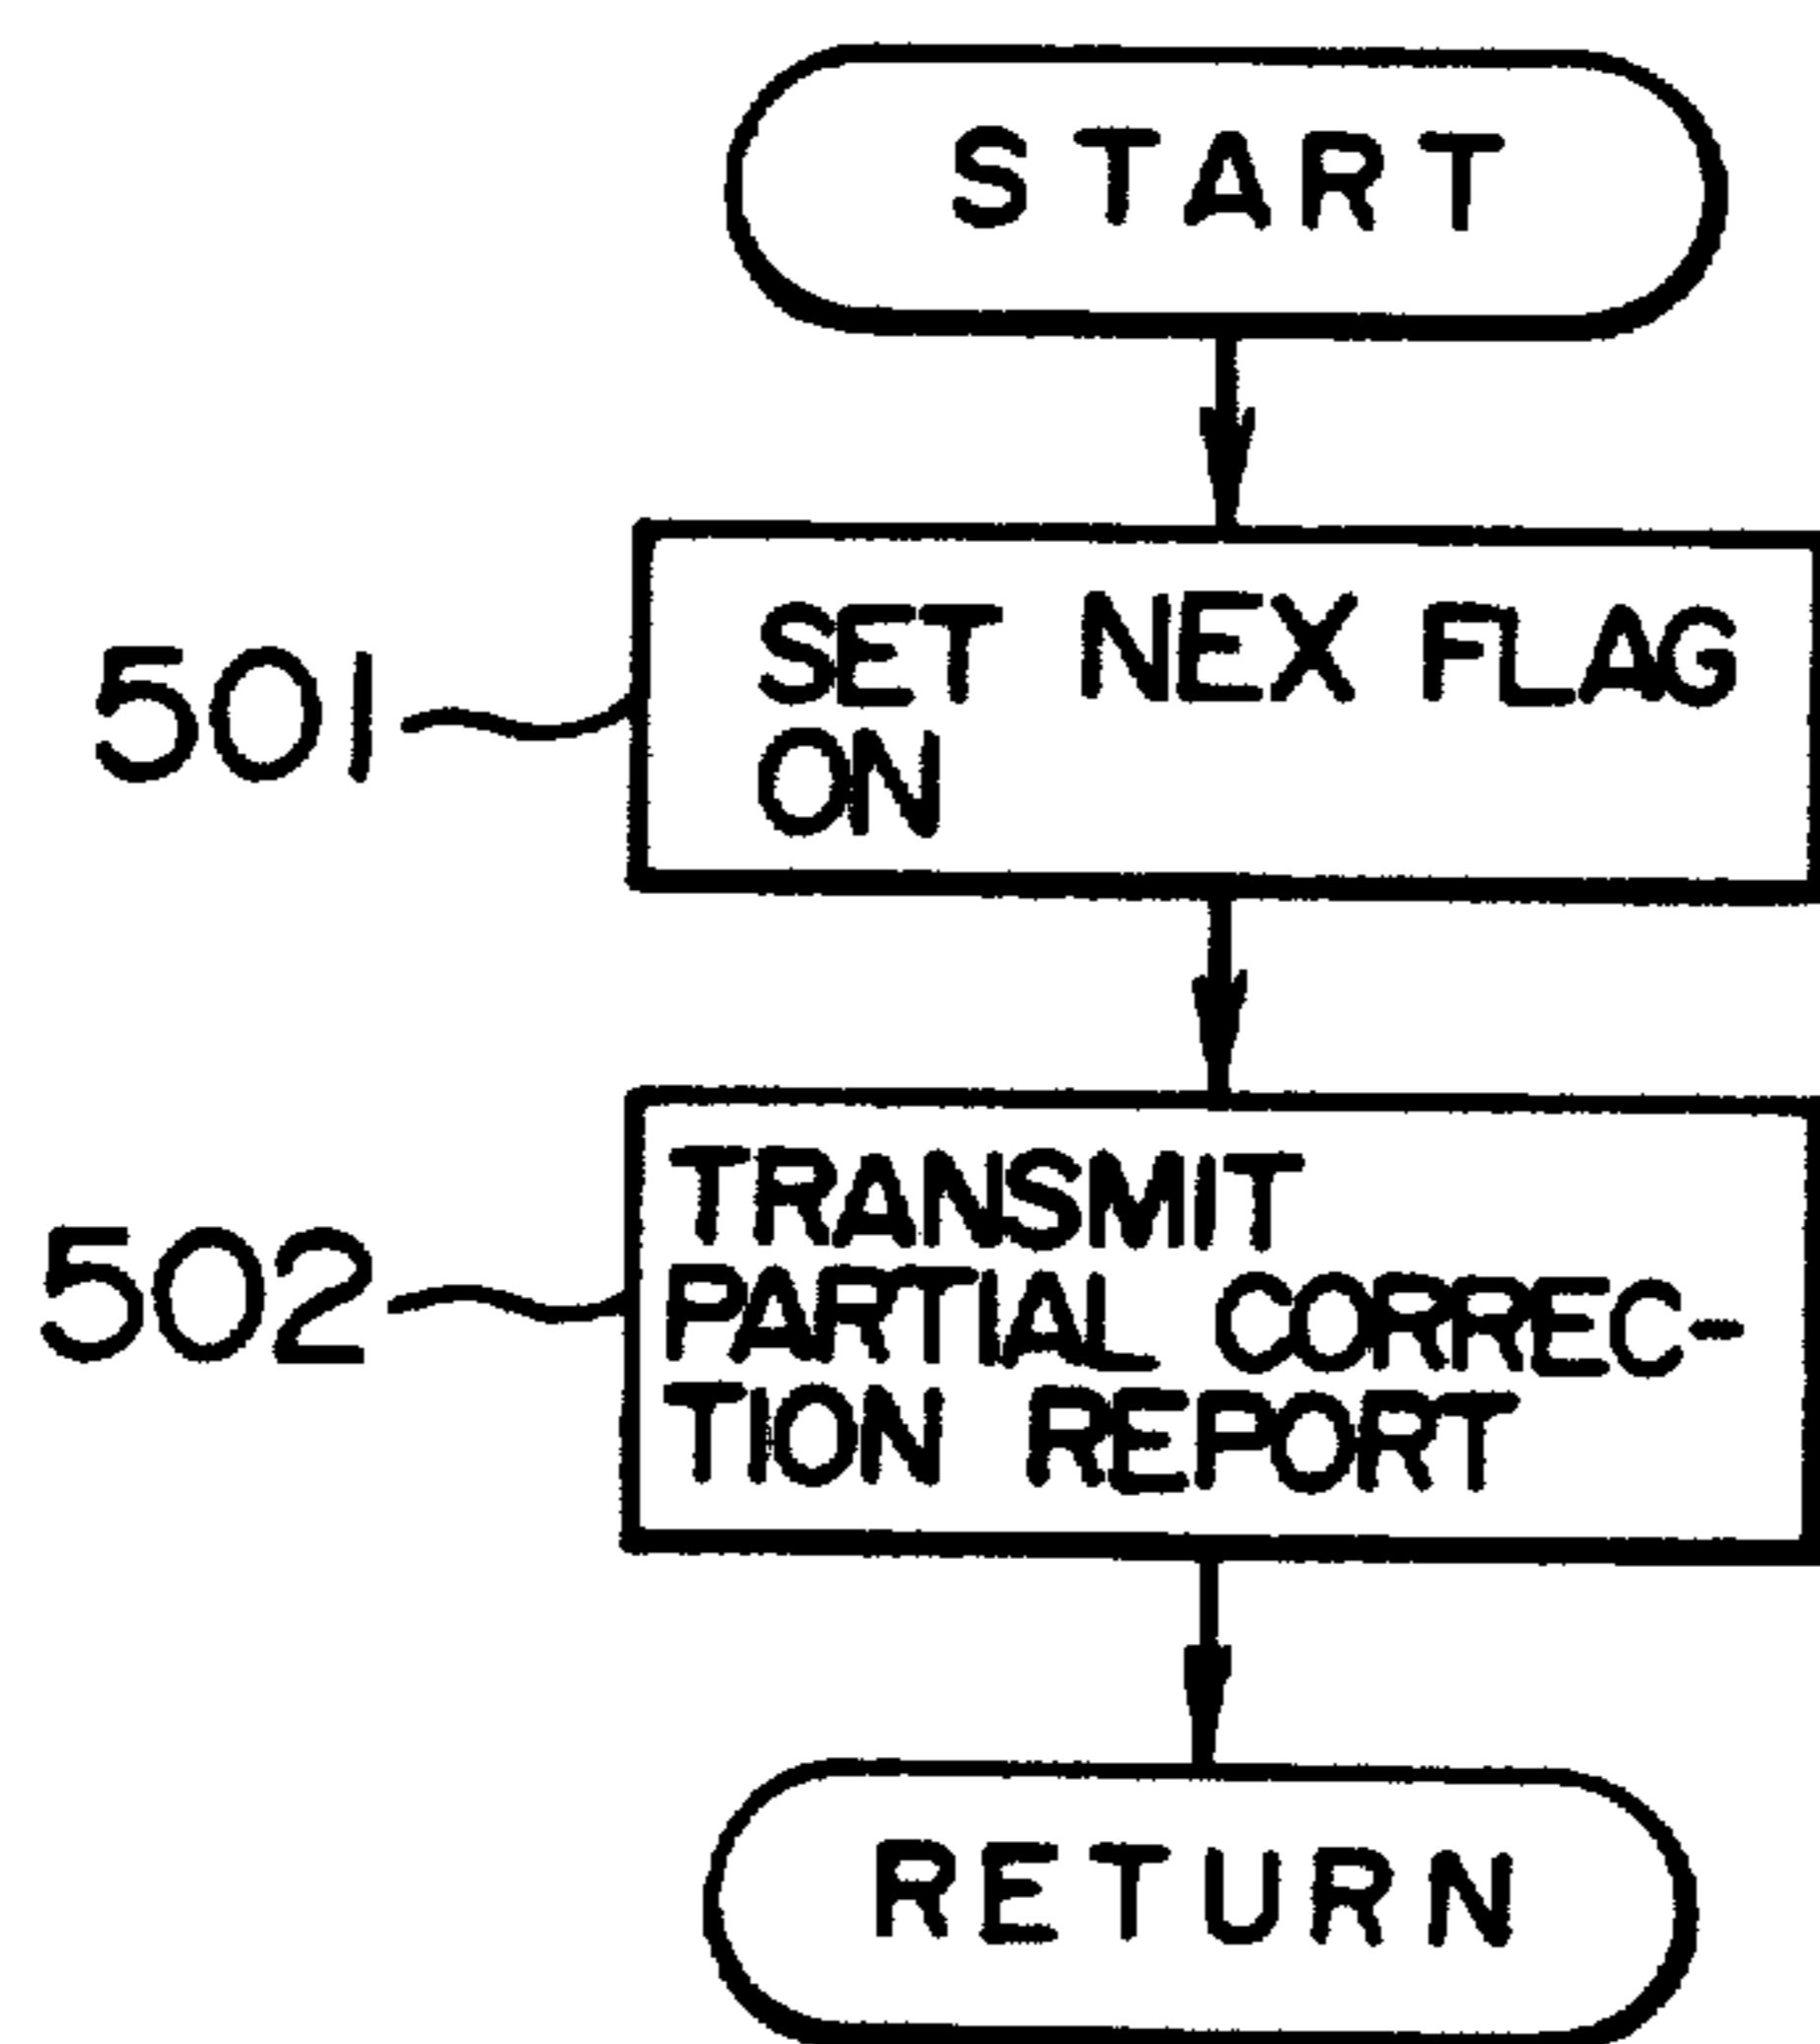 START
501
SET NEX FLAG
ON
502
TRANSMIT
PARTIAL CORREC-
TION REPORT
RETURN